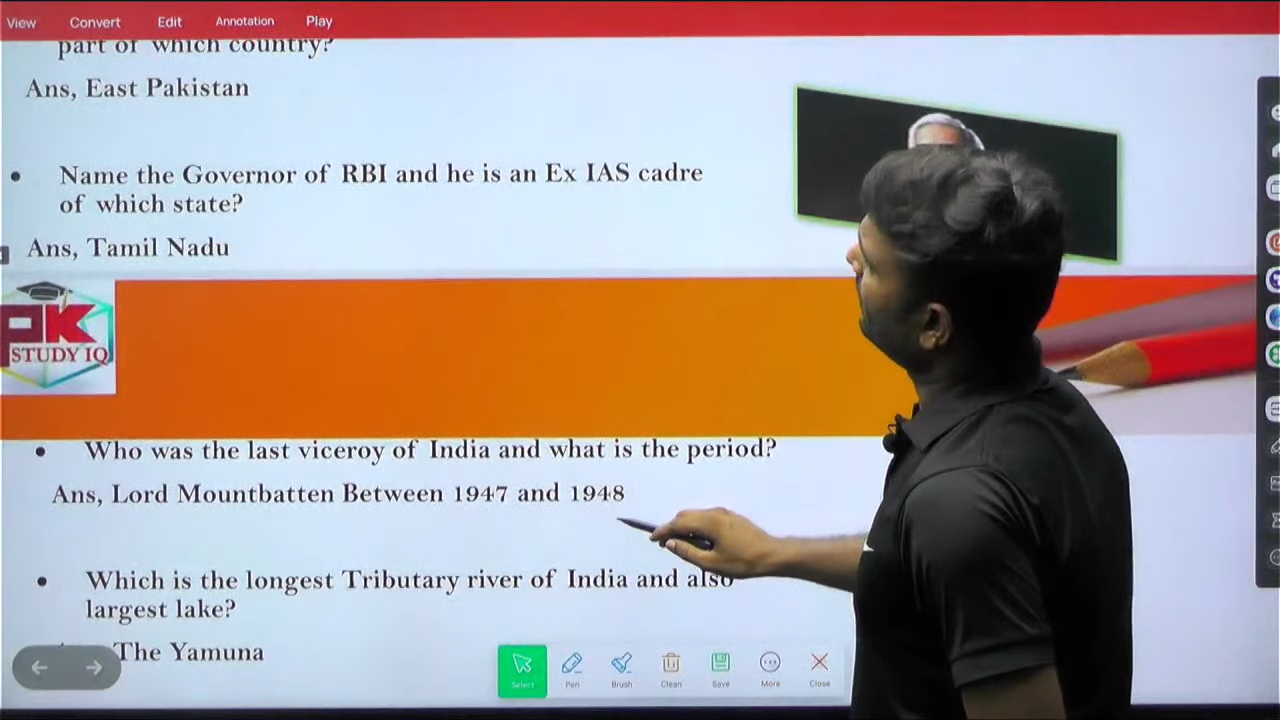 View Convert Edit Annotation Play
part of which country?
Ans, East Pakistan
• Name the Governor of RBI and he is an Ex IAS cadre
of which state?
Ans, Tamil Nadu
PK
STUDY IQ
• Who was the last viceroy of India and what is the period?
Ans, Lord Mountbatten Between 1947 and 1948
• Which is the longest Tributary river of India and also
largest lake?
The Yamuna
Select Pen Brush Clean Save More Close